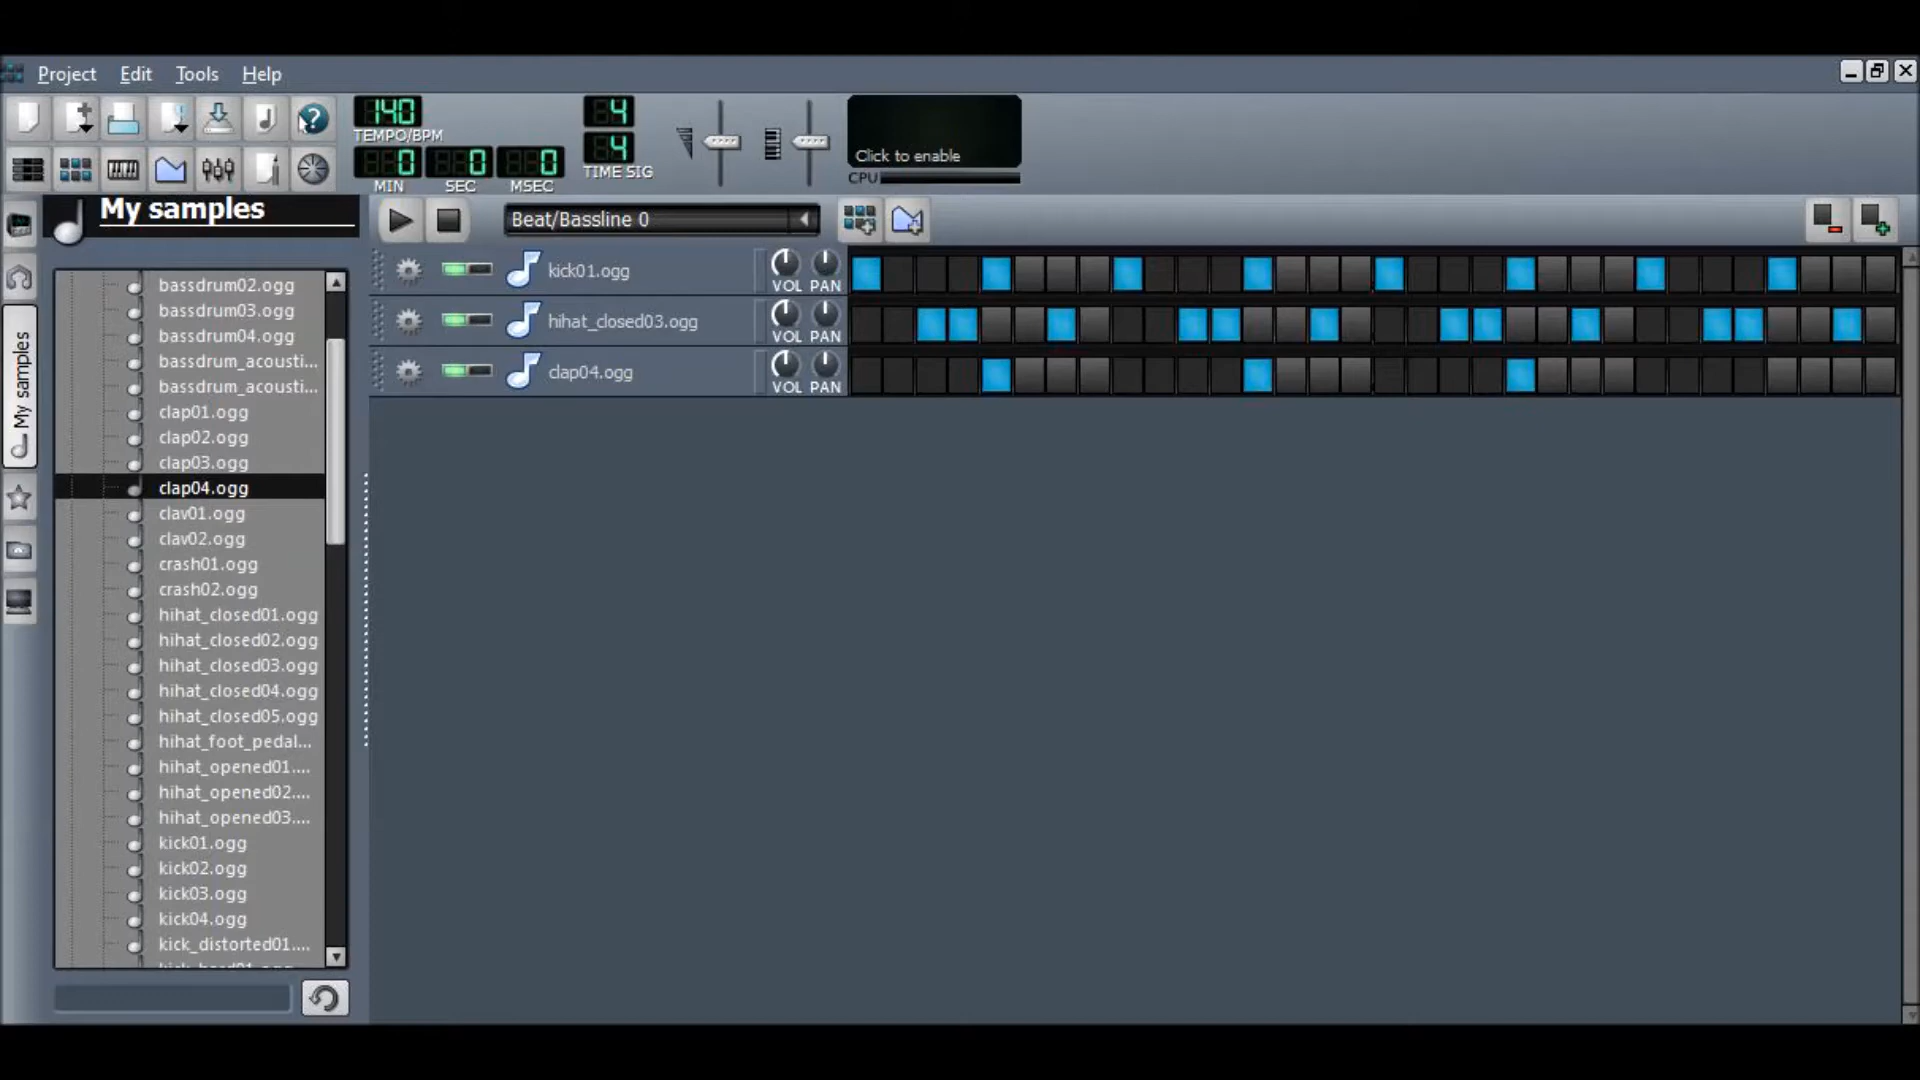 Project Edit Tools Help
140
TEMPO/BPM
4
4
TIME SIG
0 0 0
MIN SEC MSEC
Click to enable
CPU
My samples
Beat/Bassline 0
My samples
bassdrum02.ogg
bassdrum03.ogg
bassdrum04.ogg
bassdrum_acousti...
bassdrum_acousti...
clap01.ogg
clap02.ogg
clap03.ogg
clap04.ogg
clav01.ogg
clav02.ogg
crash01.ogg
crash02.ogg
hihat_closed01.ogg
hihat_closed02.ogg
hihat_closed03.ogg
hihat_closed04.ogg
hihat_closed05.ogg
hihat_foot_pedal...
hihat_opened01....
hihat_opened02....
hihat_opened03....
kick01.ogg
kick02.ogg
kick03.ogg
kick04.ogg
kick_distorted01....
kick01.ogg VOL PAN
hihat_closed03.ogg VOL PAN
clap04.ogg VOL PAN